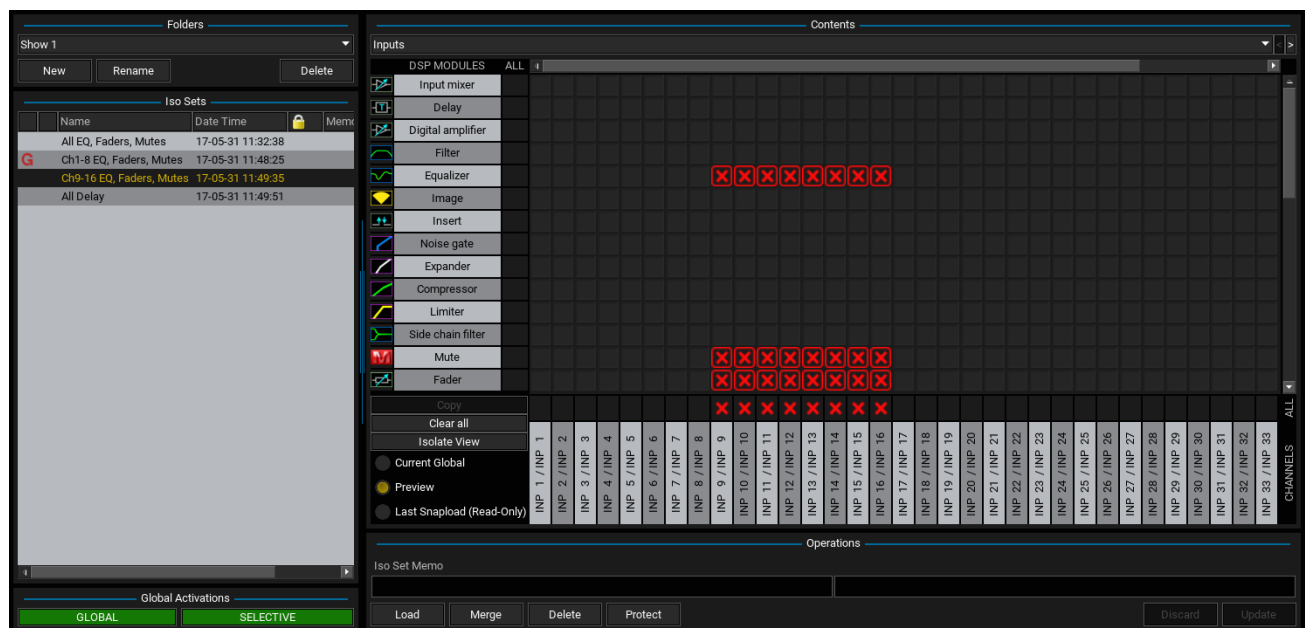 Folders
Show 1
New Rename Delete
Iso Sets
Name Date Time Memo
All EQ, Faders, Mutes 17-05-31 11:32:38
G Ch1-8 EQ, Faders, Mutes 17-05-31 11:48:25
Ch9-16 EQ, Faders, Mutes 17-05-31 11:49:35
All Delay 17-05-31 11:49:51
Global Activations
GLOBAL SELECTIVE
Contents
Inputs < >
DSP MODULES ALL
Input mixer
T Delay
Digital amplifier
Filter
Equalizer
Image
Insert
Noise gate
Expander
Compressor
Limiter
Side chain filter
M Mute
Fader
Copy
Clear all
Isolate View
Current Global
Preview
Last Snapload (Read-Only)
INP 1 / INP 1
INP 2 / INP 2
INP 3 / INP 3
INP 4 / INP 4
INP 5 / INP 5
INP 6 / INP 6
INP 7 / INP 7
INP 8 / INP 8
INP 9 / INP 9
INP 10 / INP 10
INP 11 / INP 11
INP 12 / INP 12
INP 13 / INP 13
INP 14 / INP 14
INP 15 / INP 15
INP 16 / INP 16
INP 17 / INP 17
INP 18 / INP 18
INP 19 / INP 19
INP 20 / INP 20
INP 21 / INP 21
INP 22 / INP 22
INP 23 / INP 23
INP 24 / INP 24
INP 25 / INP 25
INP 26 / INP 26
INP 27 / INP 27
INP 28 / INP 28
INP 29 / INP 29
INP 30 / INP 30
INP 31 / INP 31
INP 32 / INP 32
INP 33 / INP 33
CHANNELS ALL
Operations
Iso Set Memo
Load Merge Delete Protect Discard Update